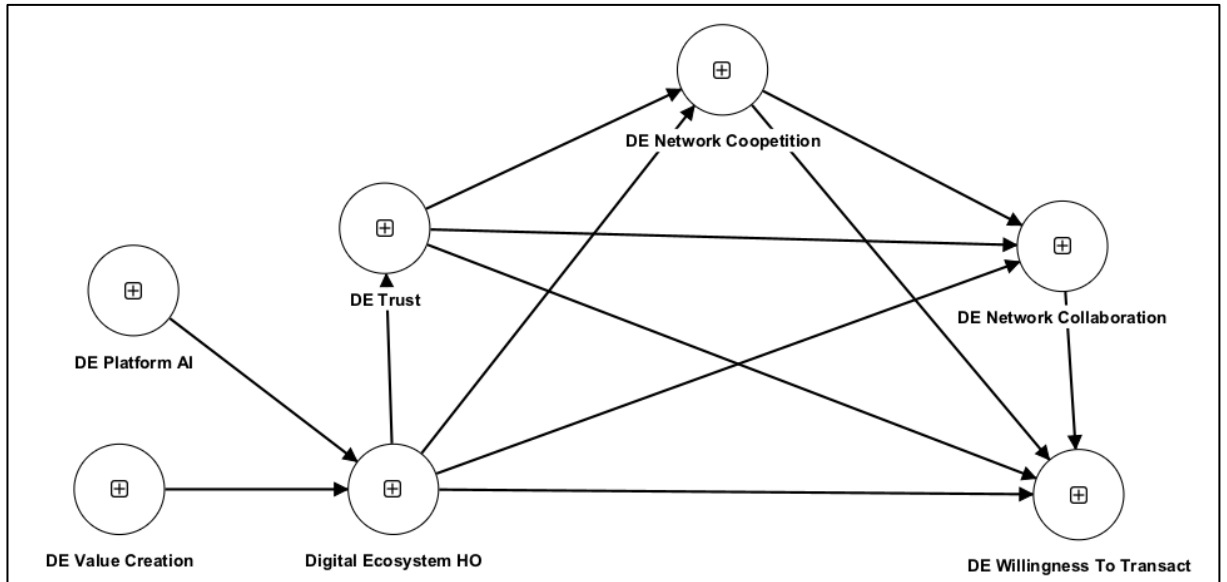 DE Network Coopetition
DE Trust
DE Network Collaboration
DE Platform AI
DE Value Creation
Digital Ecosystem HO
DE Willingness To Transact